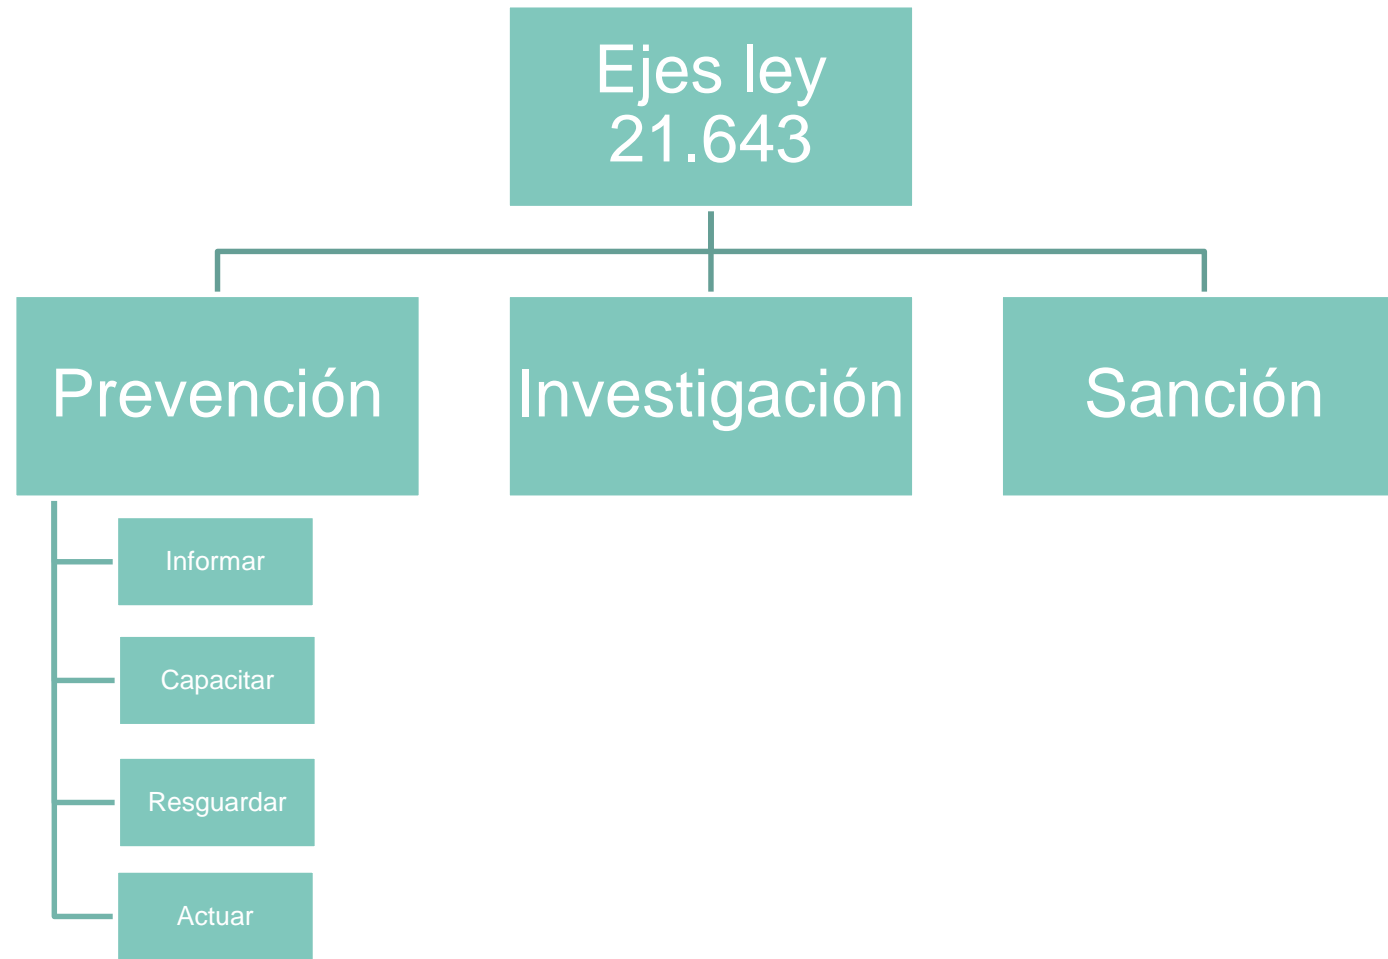 Ejes ley
21.643
Prevención
Investigación
Sanción
Informar
Capacitar
Resguardar
Actuar